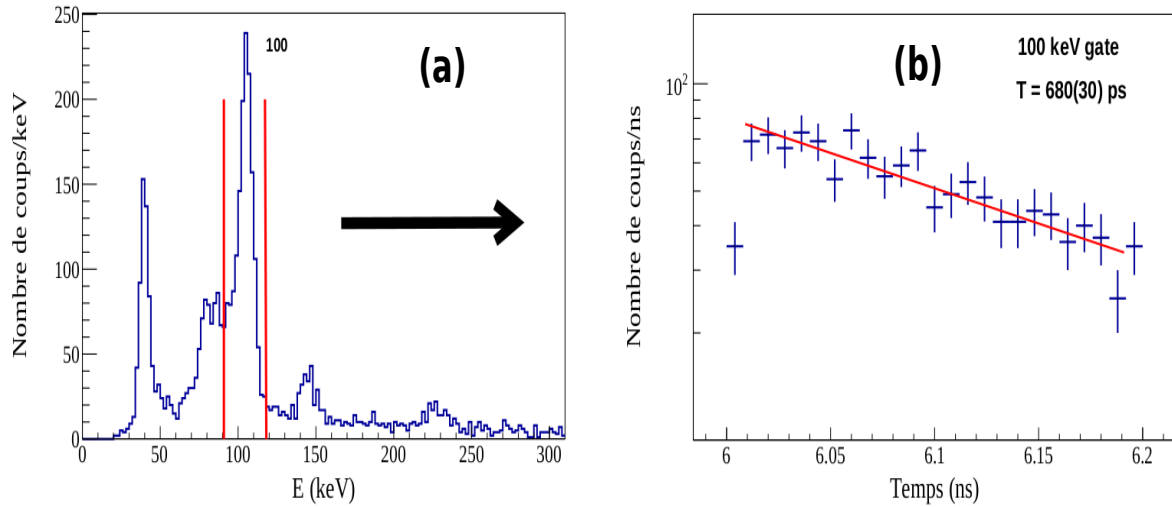 250
200
150
100
50
0
Nombre de coups/keV
100
(a)
0 50 100 150 200 250 300
E (keV)
10²
Nombre de coups/ns
(b)
100 keV gate
T = 680(30) ps
6 6.05 6.1 6.15 6.2
Temps (ns)